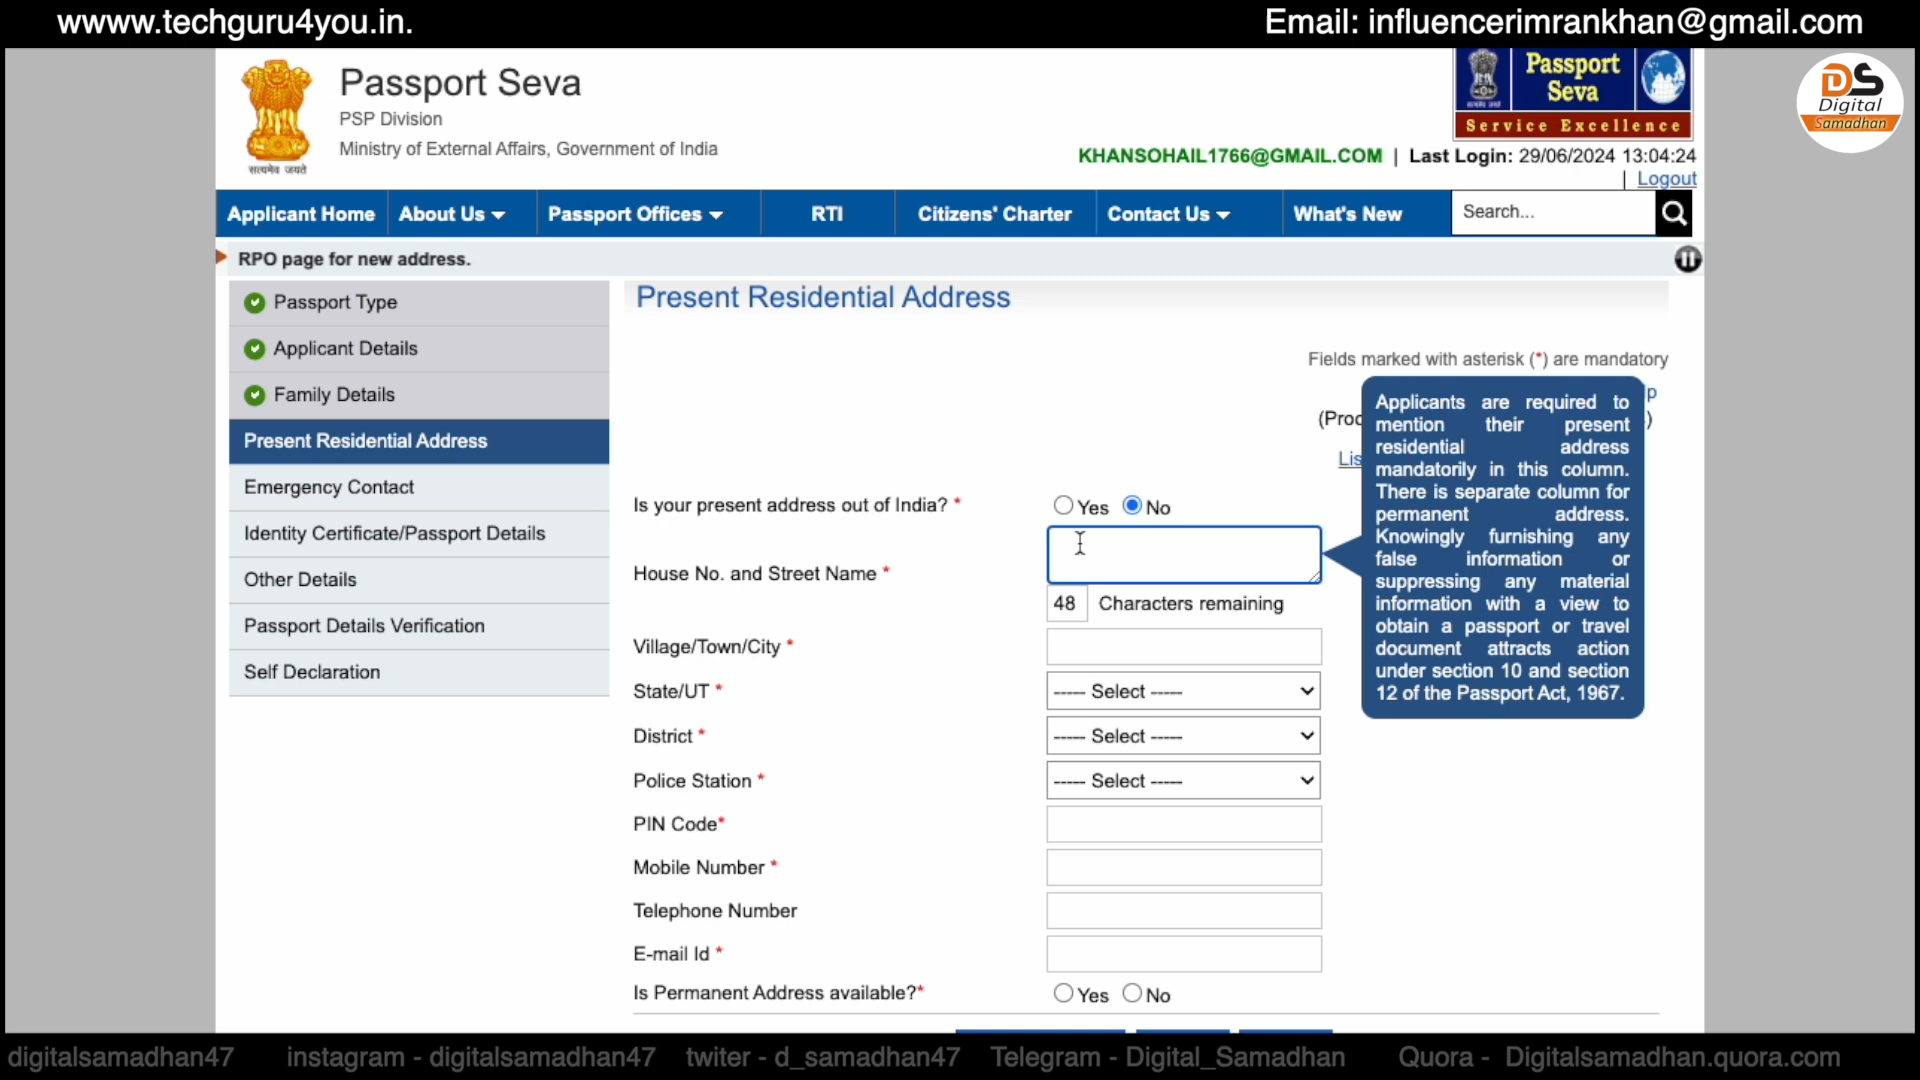 wwww.techguru4you.in.
Email: influencerimrankhan@gmail.com
Passport Seva
PSP Division
Ministry of External Affairs, Government of India
सत्यमेव जयते
Passport
Seva
Service Excellence
DS
Digital
Samadhan
KHANSOHAIL1766@GMAIL.COM | Last Login: 29/06/2024 13:04:24
| Logout
Applicant Home About Us Passport Offices RTI Citizens' Charter Contact Us What's New Search...
RPO page for new address.
Passport Type
Applicant Details
Family Details
Present Residential Address
Emergency Contact
Identity Certificate/Passport Details
Other Details
Passport Details Verification
Self Declaration
Present Residential Address
Fields marked with asterisk (*) are mandatory
p
(Proc )
Lis
Applicants are required to
mention their present
residential address
mandatorily in this column.
There is separate column for
permanent address.
Knowingly furnishing any
false information or
suppressing any material
information with a view to
obtain a passport or travel
document attracts action
under section 10 and section
12 of the Passport Act, 1967.
Is your present address out of India? * Yes No
House No. and Street Name *
48 Characters remaining
Village/Town/City *
State/UT * ----- Select -----
District * ----- Select -----
Police Station * ----- Select -----
PIN Code*
Mobile Number *
Telephone Number
E-mail Id *
Is Permanent Address available?* Yes No
digitalsamadhan47 instagram - digitalsamadhan47 twiter - d_samadhan47 Telegram - Digital_Samadhan Quora - Digitalsamadhan.quora.com